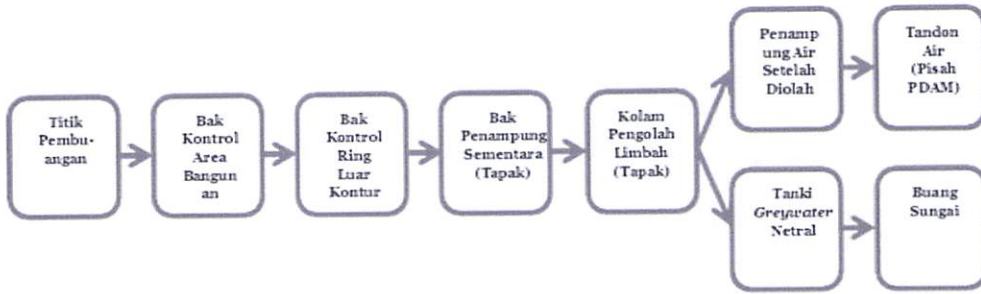 Titik
Pembu-
angan
Bak
Kontrol
Area
Bangun
an
Bak
Kontrol
Ring
Luar
Kontur
Bak
Penampung
Sementara
(Tapak)
Kolam
Pengolah
Limbah
(Tapak)
Penamp
ung Air
Setelah
Diolah
Tandon
Air
(Pisah
PDAM)
Tanki
Greywater
Netral
Buang
Sungai